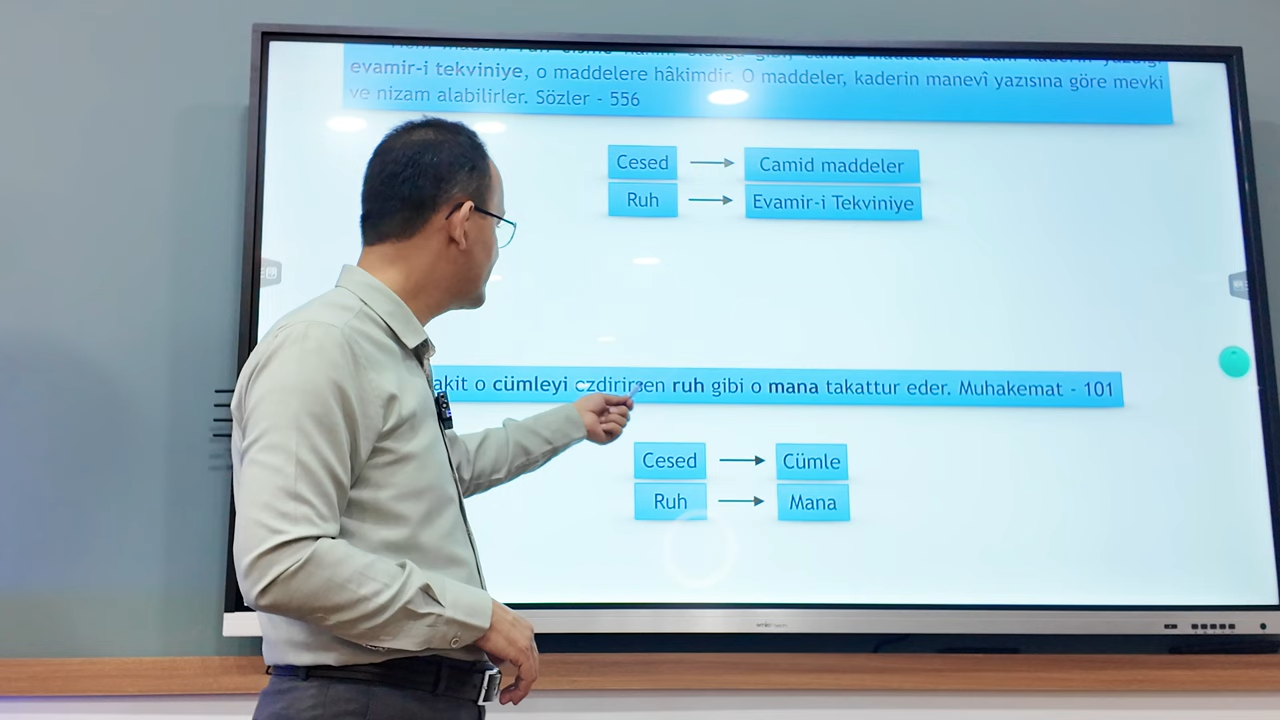 evamir-i tekviniye, o maddelere hâkimdir. O maddeler, kaderin manevî yazısına göre mevki
ve nizam alabilirler. Sözler - 556
Cesed → Camid maddeler
Ruh → Evamir-i Tekviniye
o cümleyi ezdirirsen ruh gibi o mana takattur eder. Muhakemat - 101
Cesed → Cümle
Ruh → Mana